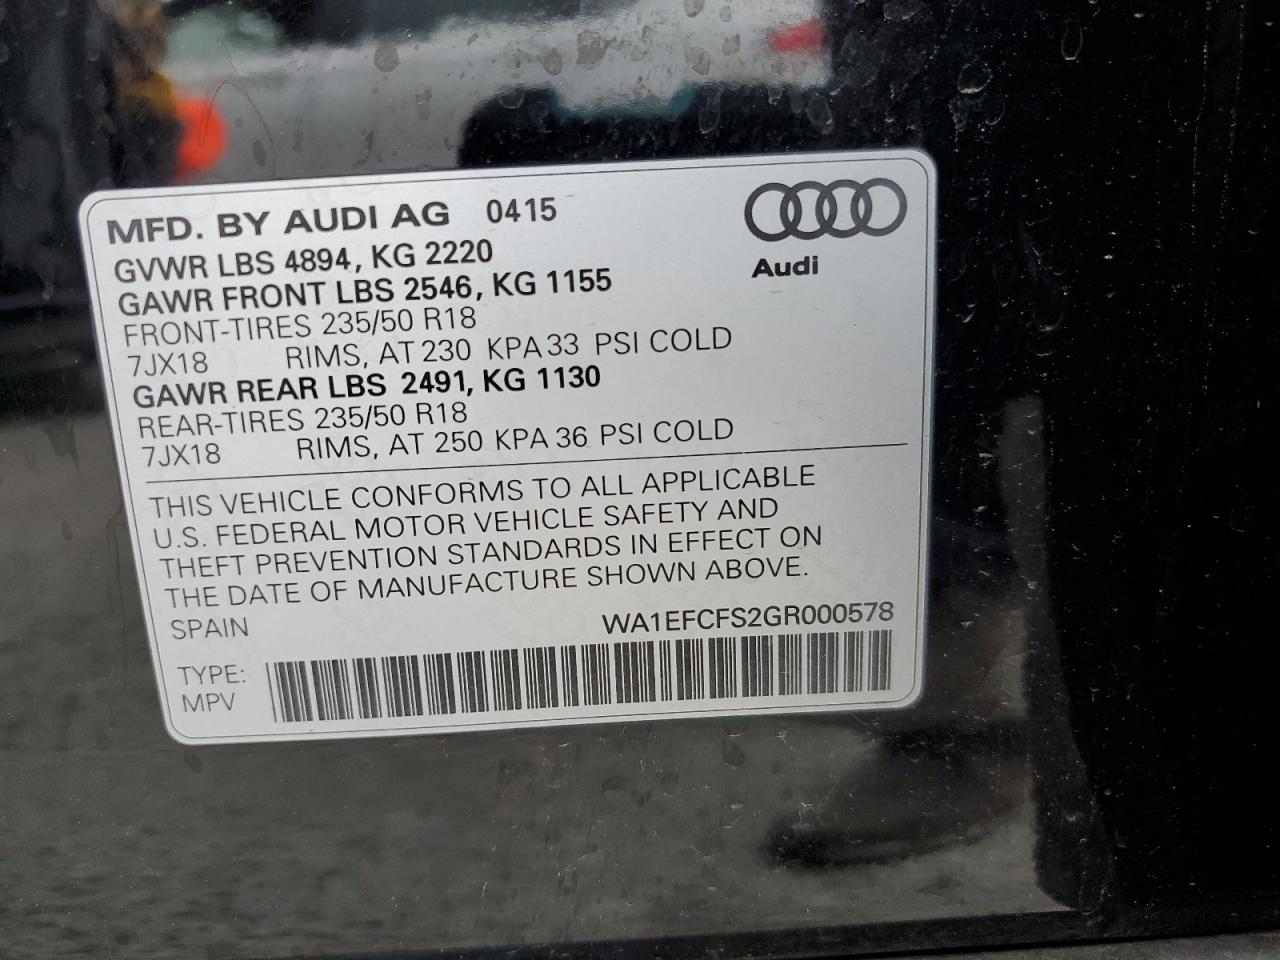 MFD. BY AUDI AG 0415
GVWR LBS 4894, KG 2220
GAWR FRONT LBS 2546, KG 1155
FRONT-TIRES 235/50 R18
7JX18 RIMS, AT 230 KPA 33 PSI COLD
GAWR REAR LBS 2491, KG 1130
REAR-TIRES 235/50 R18
7JX18 RIMS, AT 250 KPA 36 PSI COLD
Audi
THIS VEHICLE CONFORMS TO ALL APPLICABLE
U.S. FEDERAL MOTOR VEHICLE SAFETY AND
THEFT PREVENTION STANDARDS IN EFFECT ON
THE DATE OF MANUFACTURE SHOWN ABOVE.
SPAIN WA1EFCFS2GR000578
TYPE:
MPV